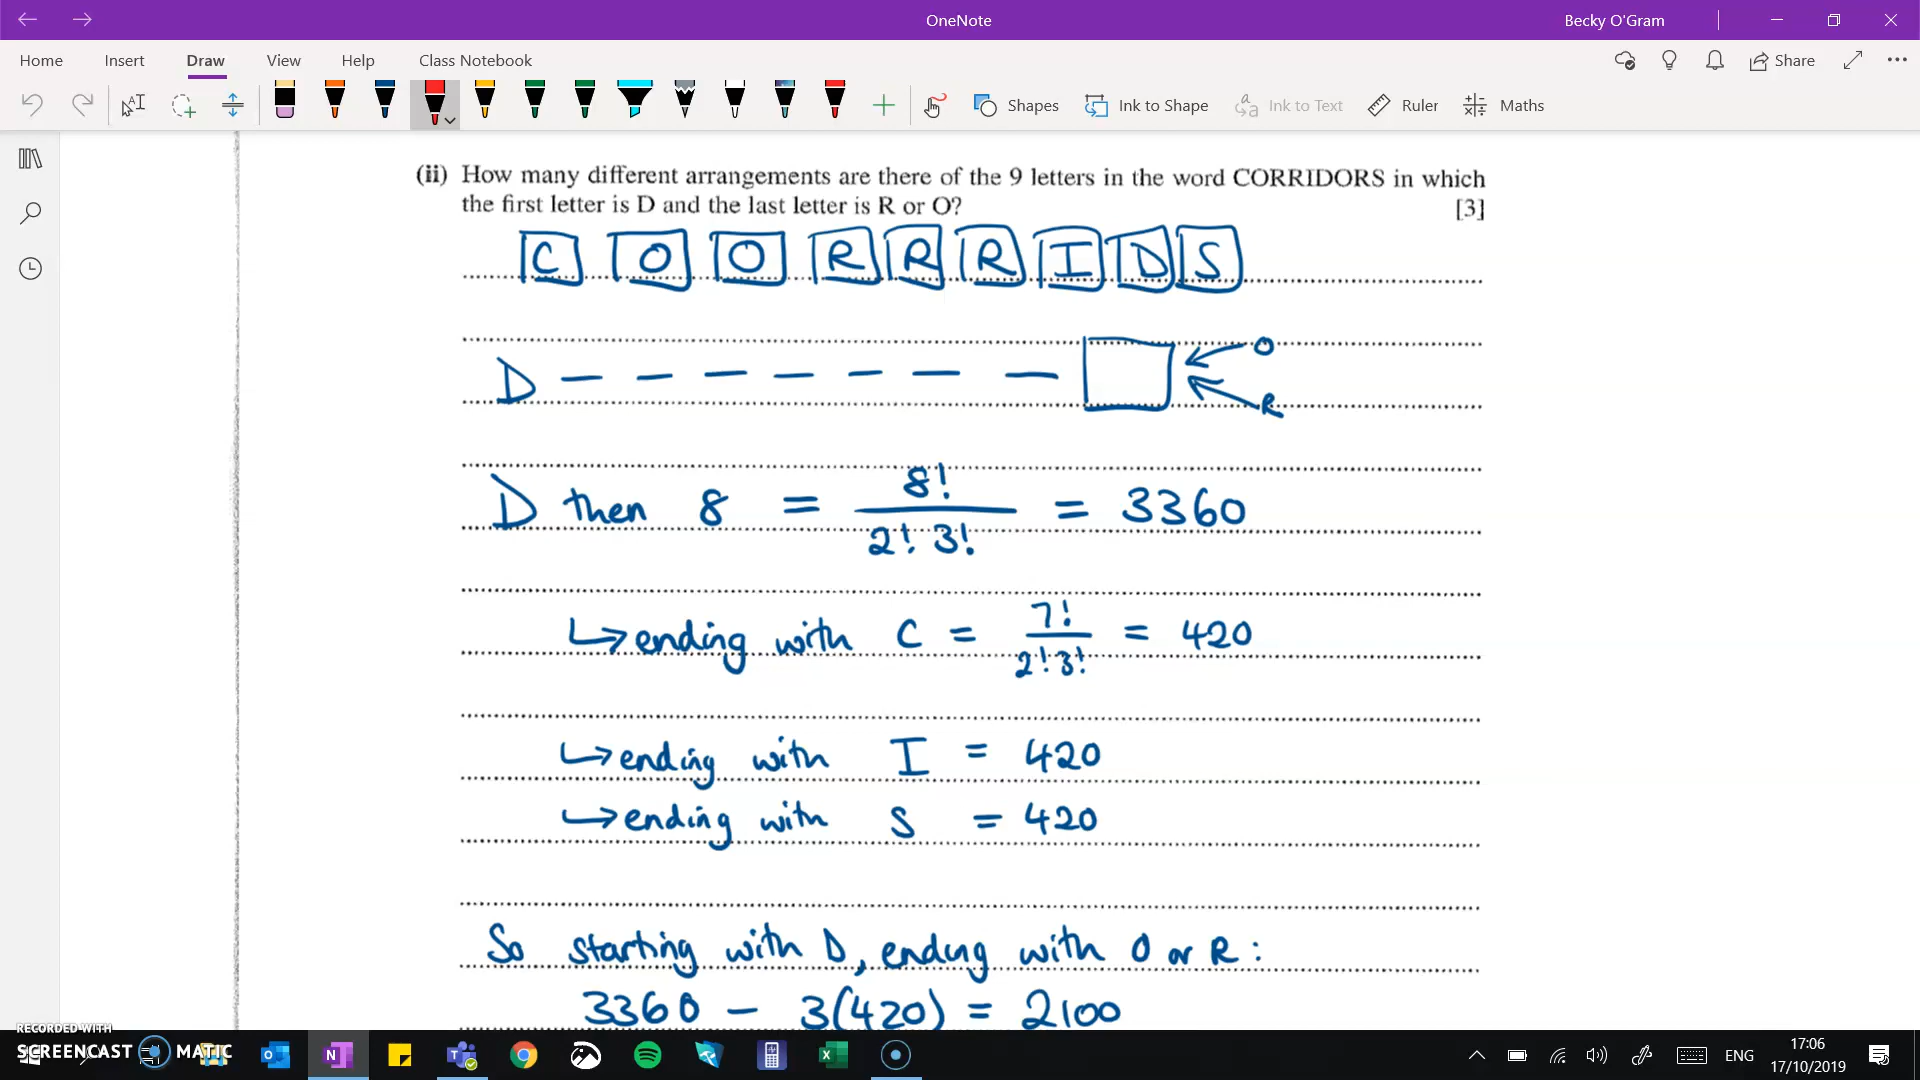 OneNote
Becky O'Gram
Home Insert Draw View Help Class Notebook
Share
Shapes Ink to Shape Ink to Text Ruler Maths
(ii) How many different arrangements are there of the 9 letters in the word CORRIDORS in which
the first letter is D and the last letter is R or O? [3]
C O O R R R I D S
D _ _ _ _ _ _ _ O
R
D then 8 = 8! / 2! 3! = 3360
↳ ending with C = 7! / 2! 3! = 420
↳ ending with I = 420
↳ ending with S = 420
So starting with D, ending with O or R:
3360 - 3(420) = 2100
RECORDED WITH
SCREENCAST MATIC
ENG
17:06
17/10/2019